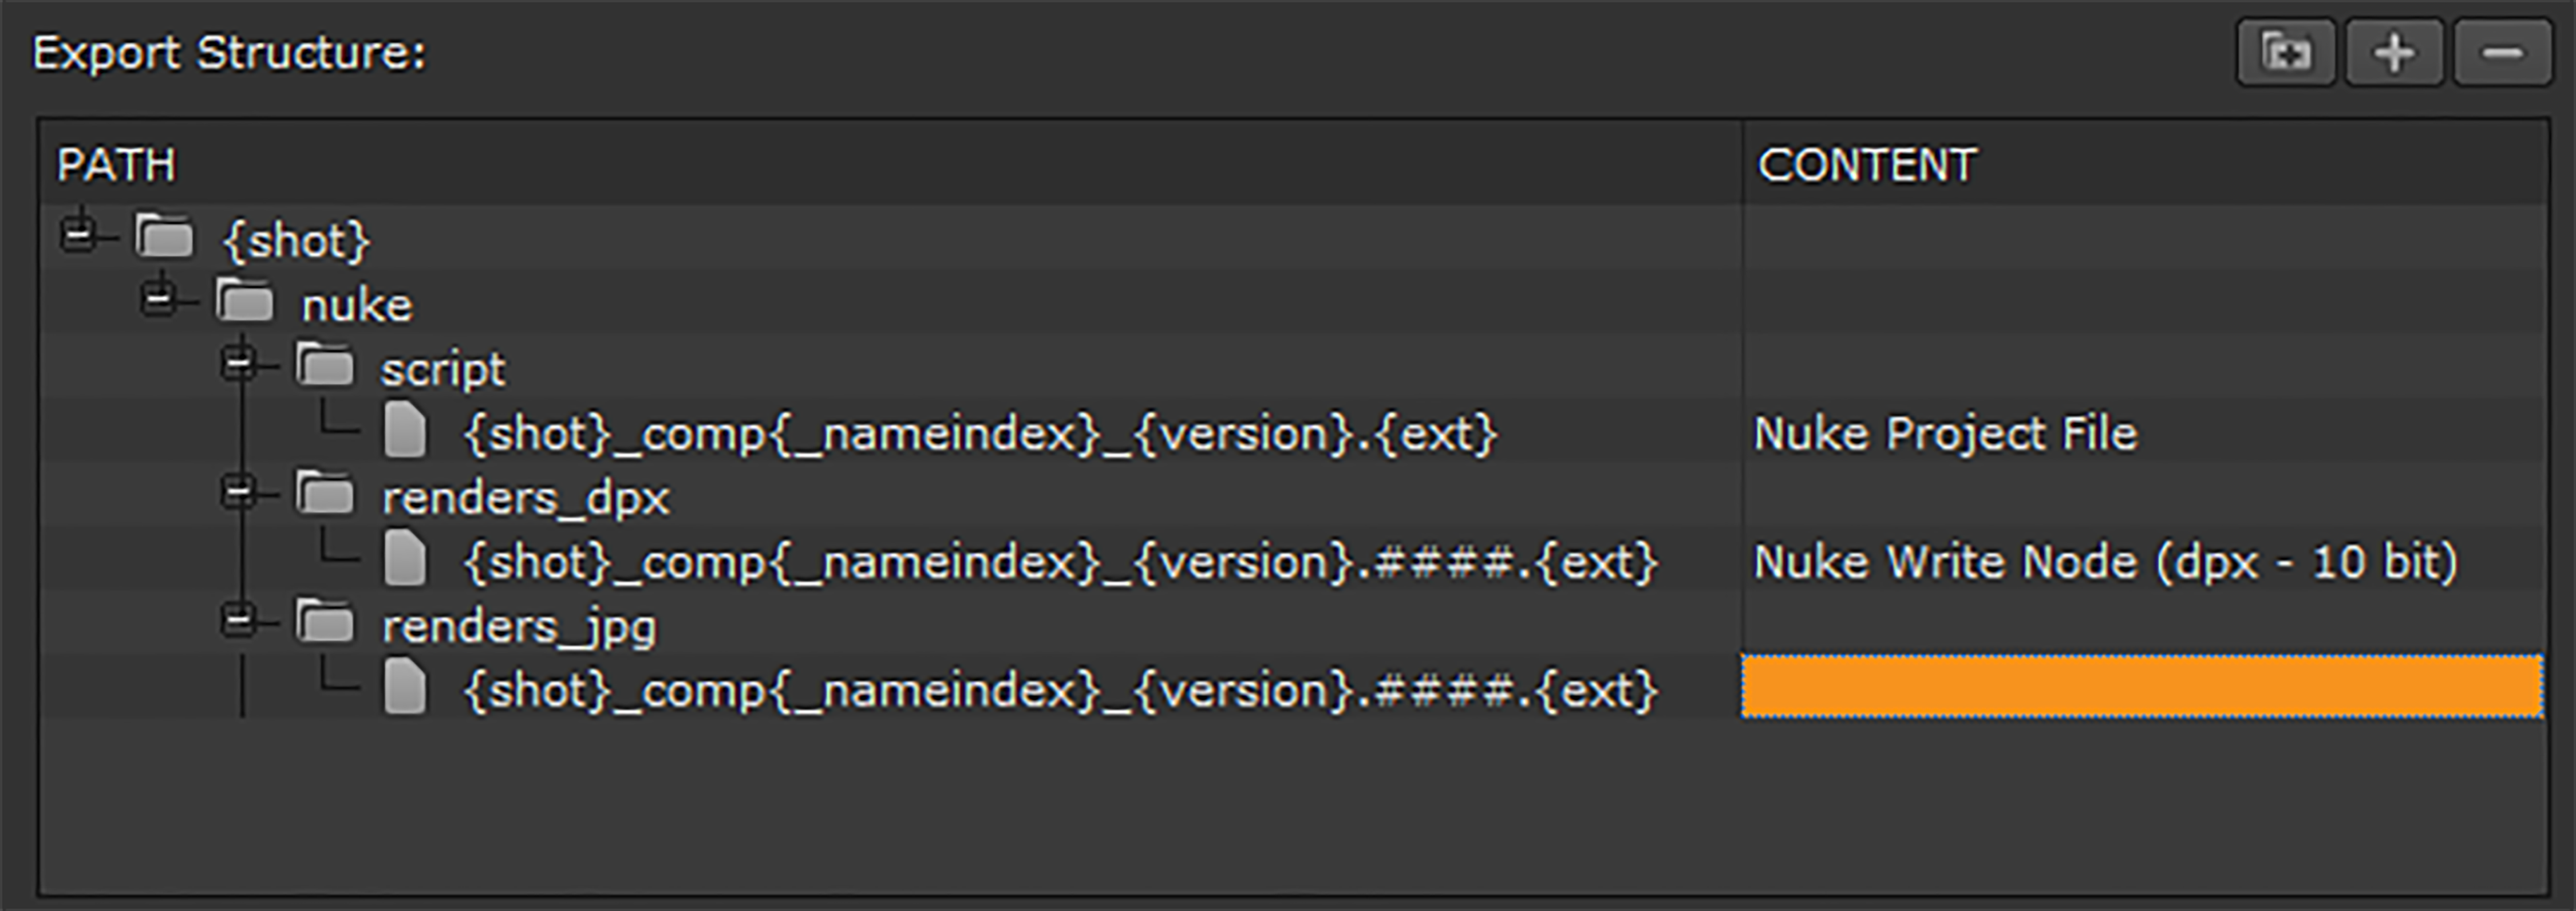 Export Structure:
PATH CONTENT
{shot}
nuke
script
{shot}_comp{_nameindex}_{version}.{ext} Nuke Project File
renders_dpx
{shot}_comp{_nameindex}_{version}.####.{ext} Nuke Write Node (dpx - 10 bit)
renders_jpg
{shot}_comp{_nameindex}_{version}.####.{ext}